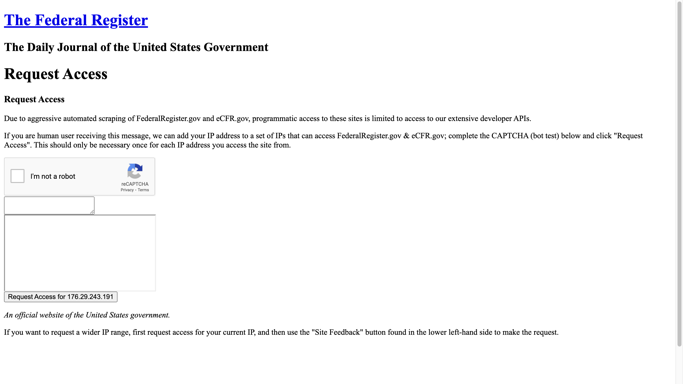 The Federal Register
The Daily Journal of the United States Government
Request Access
Request Access
Due to aggressive automated scraping of FederalRegister.gov and eCFR.gov, programmatic access to these sites is limited to access to our extensive developer APIs.
If you are human user receiving this message, we can add your IP address to a set of IPs that can access FederalRegister.gov & eCFR.gov; complete the CAPTCHA (bot test) below and click "Request
Access". This should only be necessary once for each IP address you access the site from.
I'm not a robot
reCAPTCHA
Privacy - Terms
Request Access for 176.29.243.191
An official website of the United States government.
If you want to request a wider IP range, first request access for your current IP, and then use the "Site Feedback" button found in the lower left-hand side to make the request.